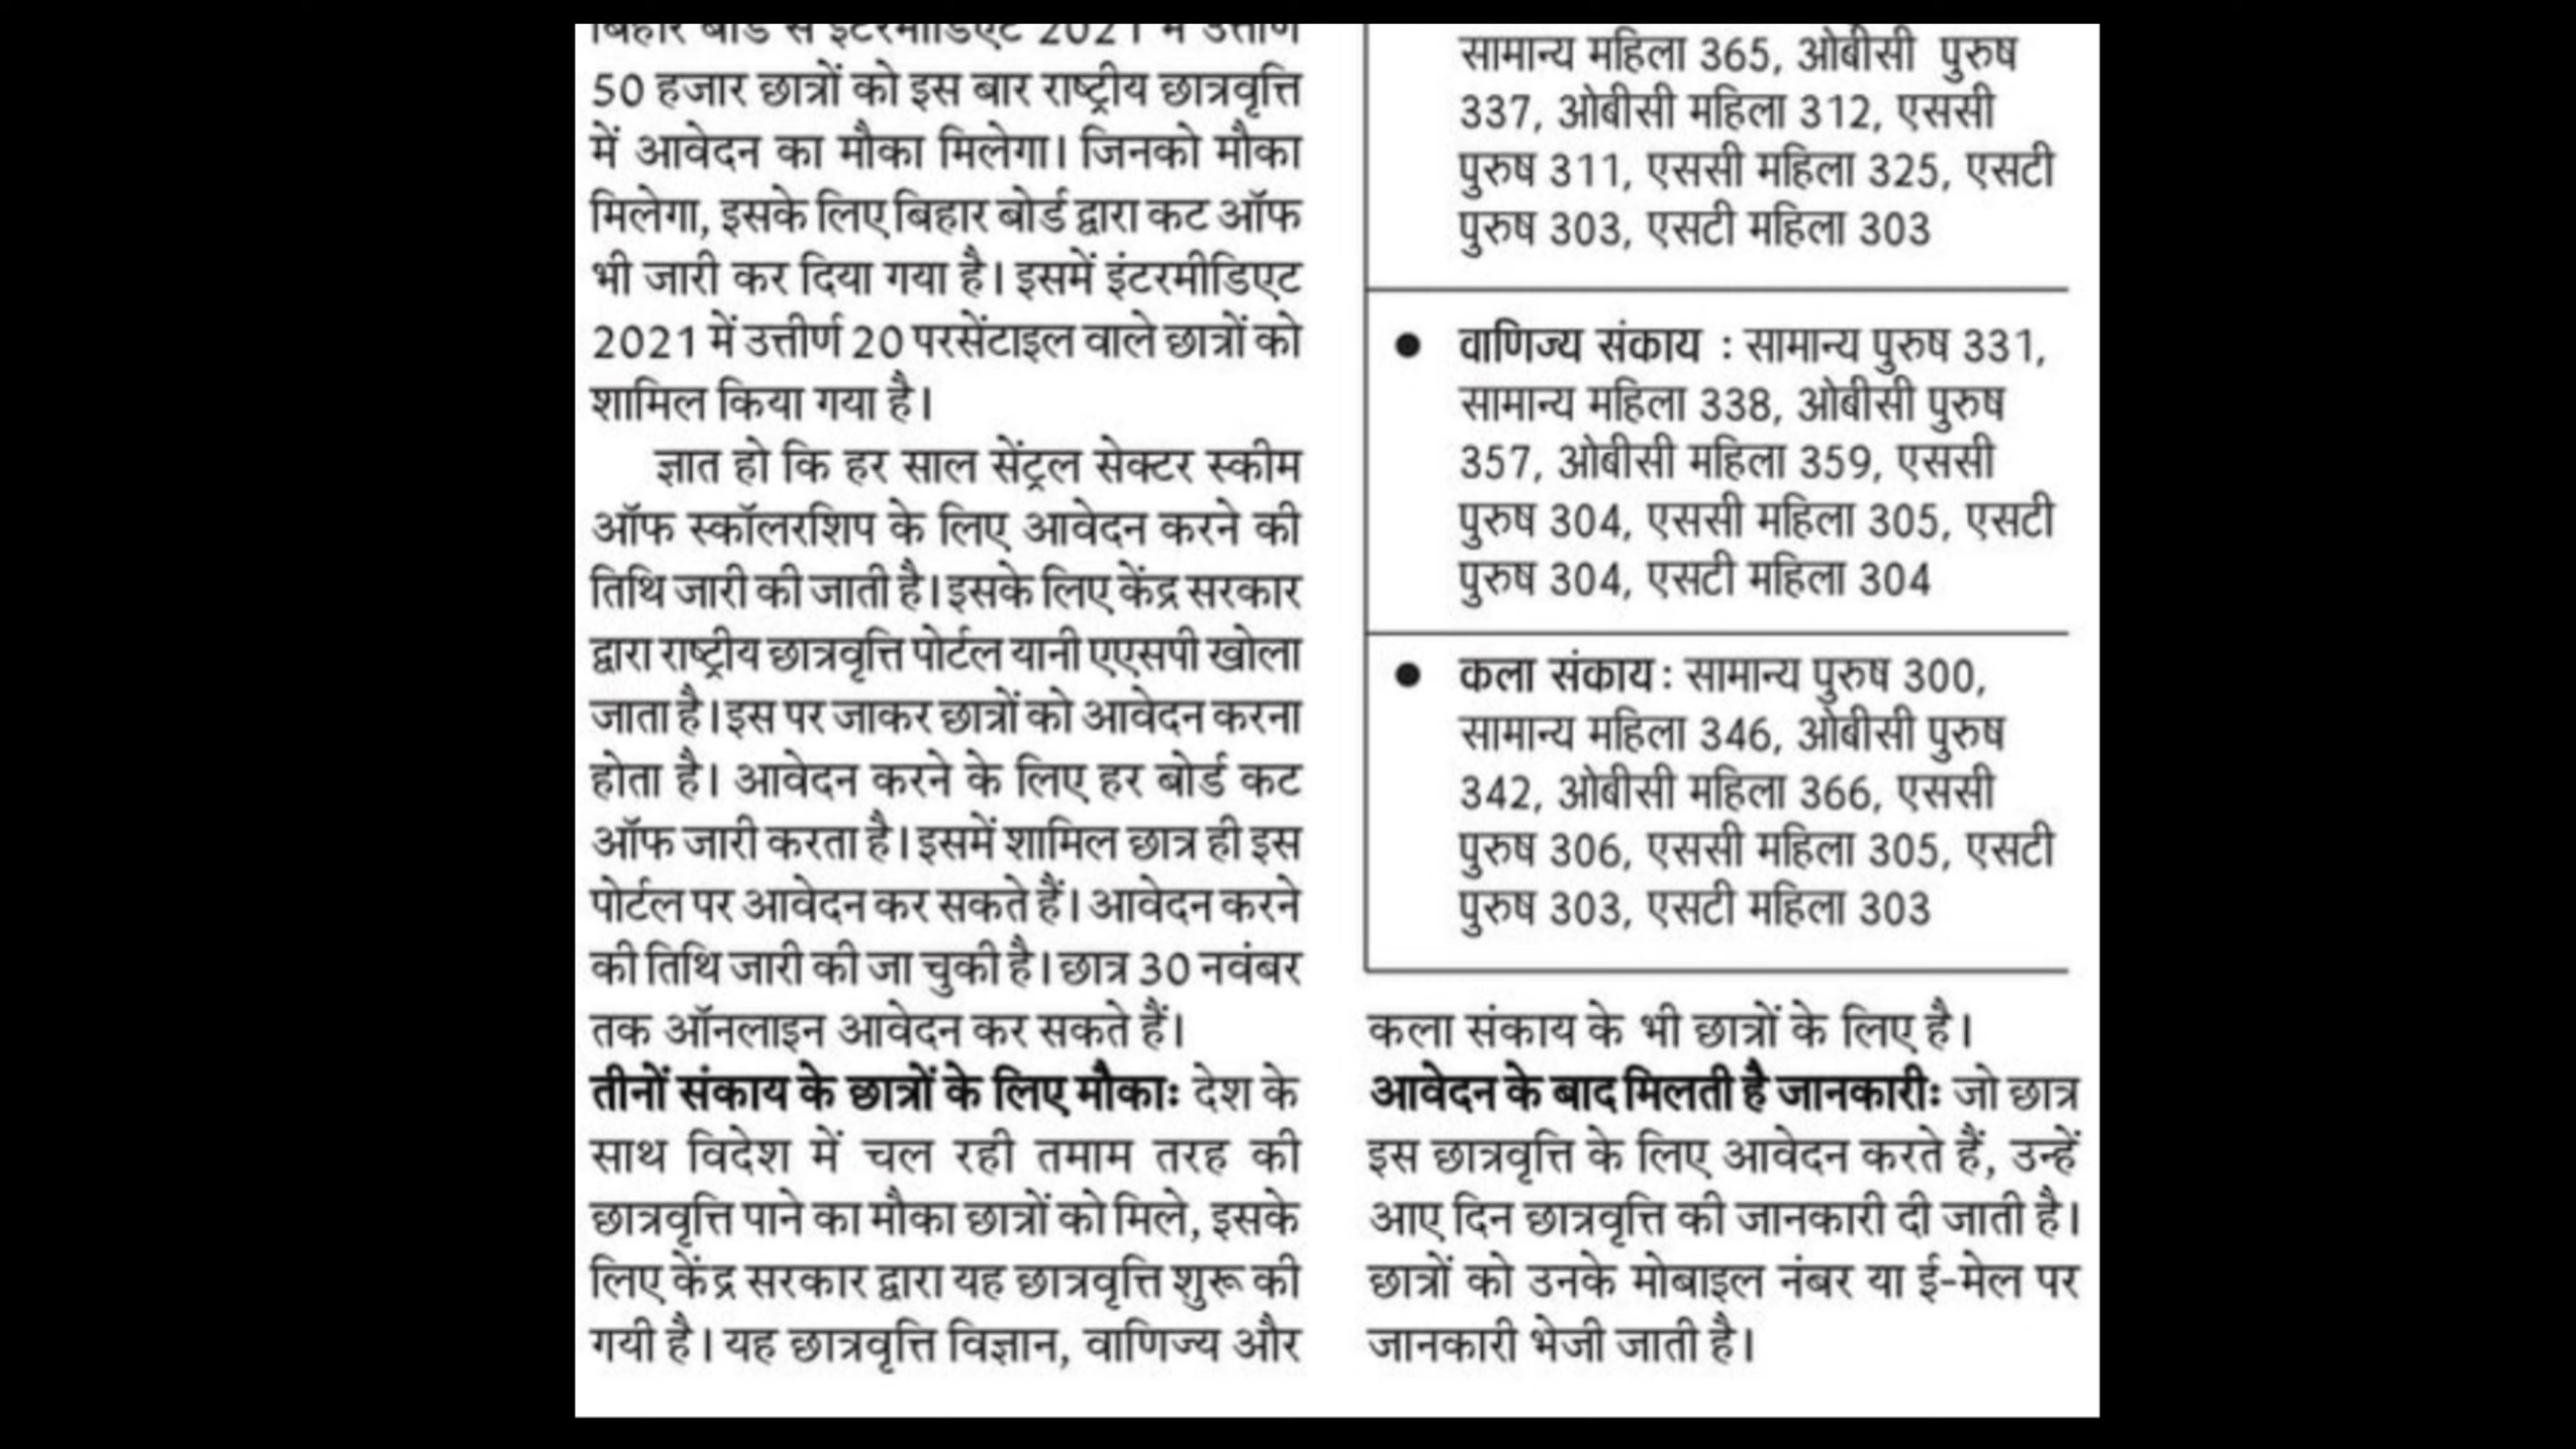 बिहार बोर्ड से इंटरमीडिएट 2021 में उत्तीर्ण
50 हजार छात्रों को इस बार राष्ट्रीय छात्रवृत्ति
में आवेदन का मौका मिलेगा। जिनको मौका
मिलेगा, इसके लिए बिहार बोर्ड द्वारा कट ऑफ
भी जारी कर दिया गया है। इसमें इंटरमीडिएट
2021 में उत्तीर्ण 20 परसेंटाइल वाले छात्रों को
शामिल किया गया है।
ज्ञात हो कि हर साल सेंट्रल सेक्टर स्कीम
ऑफ स्कॉलरशिप के लिए आवेदन करने की
तिथि जारी की जाती है। इसके लिए केंद्र सरकार
द्वारा राष्ट्रीय छात्रवृत्ति पोर्टल यानी एएसपी खोला
जाता है। इस पर जाकर छात्रों को आवेदन करना
होता है। आवेदन करने के लिए हर बोर्ड कट
ऑफ जारी करता है। इसमें शामिल छात्र ही इस
पोर्टल पर आवेदन कर सकते हैं। आवेदन करने
की तिथि जारी की जा चुकी है। छात्र 30 नवंबर
तक ऑनलाइन आवेदन कर सकते हैं।
तीनों संकाय के छात्रों के लिए मौकाः देश के
साथ विदेश में चल रही तमाम तरह की
छात्रवृत्ति पाने का मौका छात्रों को मिले, इसके
लिए केंद्र सरकार द्वारा यह छात्रवृत्ति शुरू की
गयी है। यह छात्रवृत्ति विज्ञान, वाणिज्य और
सामान्य महिला 365, ओबीसी पुरुष
337, ओबीसी महिला 312, एससी
पुरुष 311, एससी महिला 325, एसटी
पुरुष 303, एसटी महिला 303
● वाणिज्य संकाय : सामान्य पुरुष 331,
सामान्य महिला 338, ओबीसी पुरुष
357, ओबीसी महिला 359, एससी
पुरुष 304, एससी महिला 305, एसटी
पुरुष 304, एसटी महिला 304
● कला संकायः सामान्य पुरुष 300,
सामान्य महिला 346, ओबीसी पुरुष
342, ओबीसी महिला 366, एससी
पुरुष 306, एससी महिला 305, एसटी
पुरुष 303, एसटी महिला 303
कला संकाय के भी छात्रों के लिए है।
आवेदन के बाद मिलती है जानकारीः जो छात्र
इस छात्रवृत्ति के लिए आवेदन करते हैं, उन्हें
आए दिन छात्रवृत्ति की जानकारी दी जाती है।
छात्रों को उनके मोबाइल नंबर या ई-मेल पर
जानकारी भेजी जाती है।